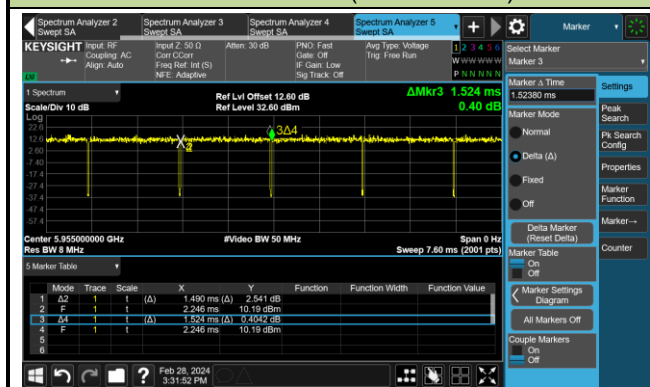 Spectrum Analyzer 2
Swept SA
Spectrum Analyzer 3
Swept SA
Spectrum Analyzer 4
Swept SA
Spectrum Analyzer 5
Swept SA
Marker
KEYSIGHT
Input: RF
Coupling: AC
Align: Auto
Input Z: 50 Ω
Corr CCorr
Freq Ref: Int (S)
NFE: Adaptive
Atten: 30 dB
PNO: Fast
Gate: Off
IF Gain: Low
Sig Track: Off
Avg Type: Voltage
Trig: Free Run
1 2 3 4 5 6
W W W W W W
P N N N N N
Select Marker
Marker 3
1 Spectrum
Scale/Div 10 dB
Ref Lvl Offset 12.60 dB
Ref Level 32.60 dBm
ΔMkr3 1.524 ms
0.40 dB
Log
22.6
12.6
2.60
-7.40
-17.4
-27.4
-37.4
-47.4
-57.4
3Δ4
X2
Center 5.955000000 GHz
Res BW 8 MHz
#Video BW 50 MHz
Span 0 Hz
Sweep 7.60 ms (2001 pts)
5 Marker Table
Mode Trace Scale X Y Function Function Width Function Value
1 Δ2 1 t (Δ) 1.490 ms (Δ) 2.541 dB
2 F 1 t 2.246 ms 10.19 dBm
3 Δ4 1 t (Δ) 1.524 ms (Δ) 0.4042 dB
4 F 1 t 2.246 ms 10.19 dBm
5
6
Marker Δ Time
1.52380 ms
Marker Mode
Normal
Delta (Δ)
Fixed
Off
Delta Marker
(Reset Delta)
Marker Table
On
Off
Marker Settings
Diagram
All Markers Off
Couple Markers
On
Off
Settings
Peak
Search
Pk Search
Config
Properties
Marker
Function
Marker→
Counter
Feb 28, 2024
3:31:52 PM